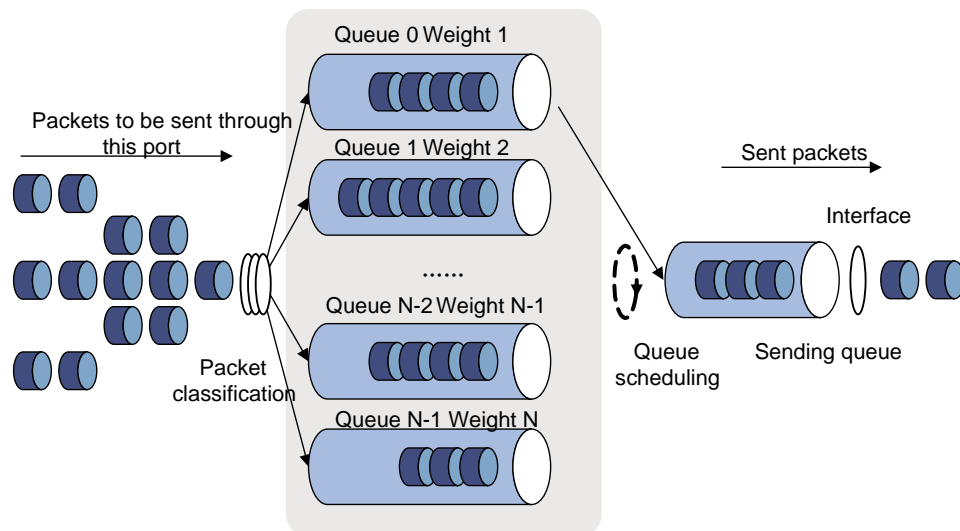 Queue 0 Weight 1
Packets to be sent through
this port
Queue 1 Weight 2
Sent packets
Interface
......
Queue N-2 Weight N-1
Packet
classification
Queue
scheduling
Sending queue
Queue N-1 Weight N